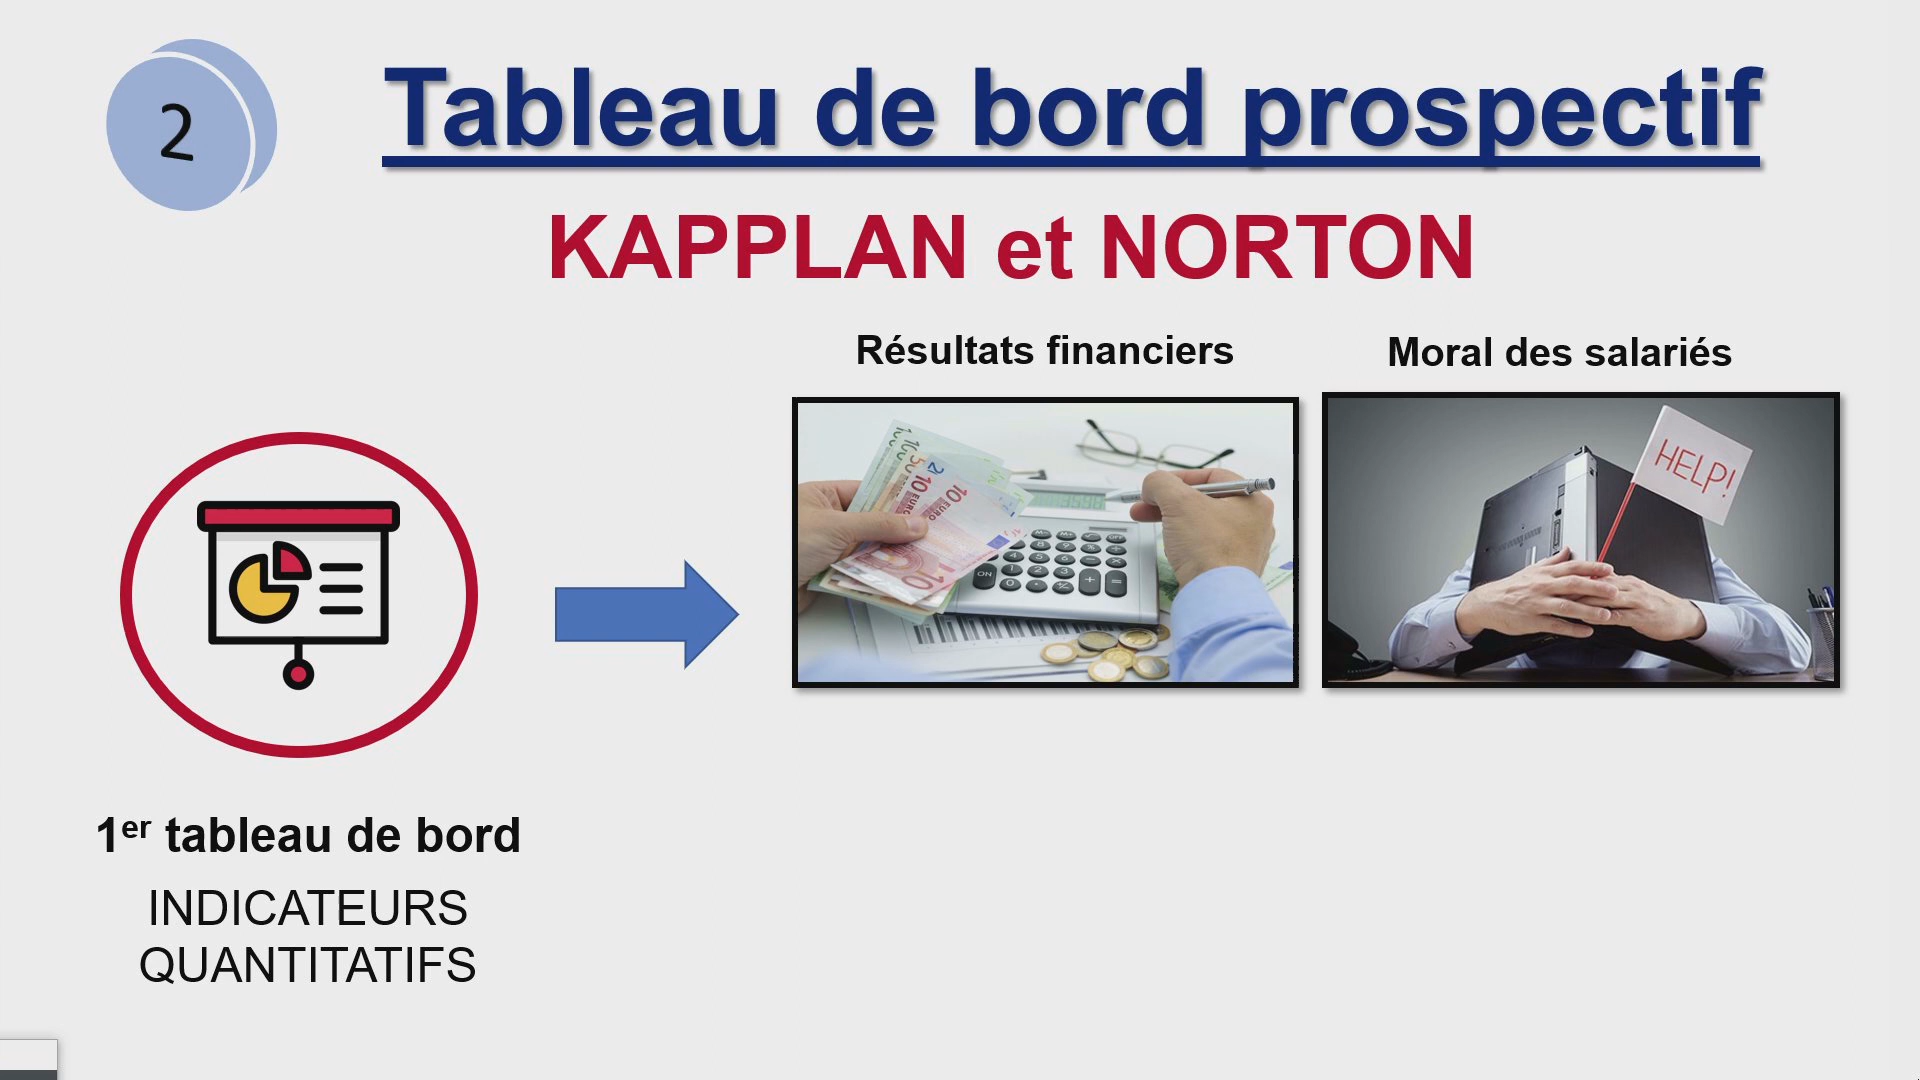 2
Tableau de bord prospectif
KAPPLAN et NORTON
Résultats financiers
Moral des salariés
HELP!
1er tableau de bord
INDICATEURS
QUANTITATIFS